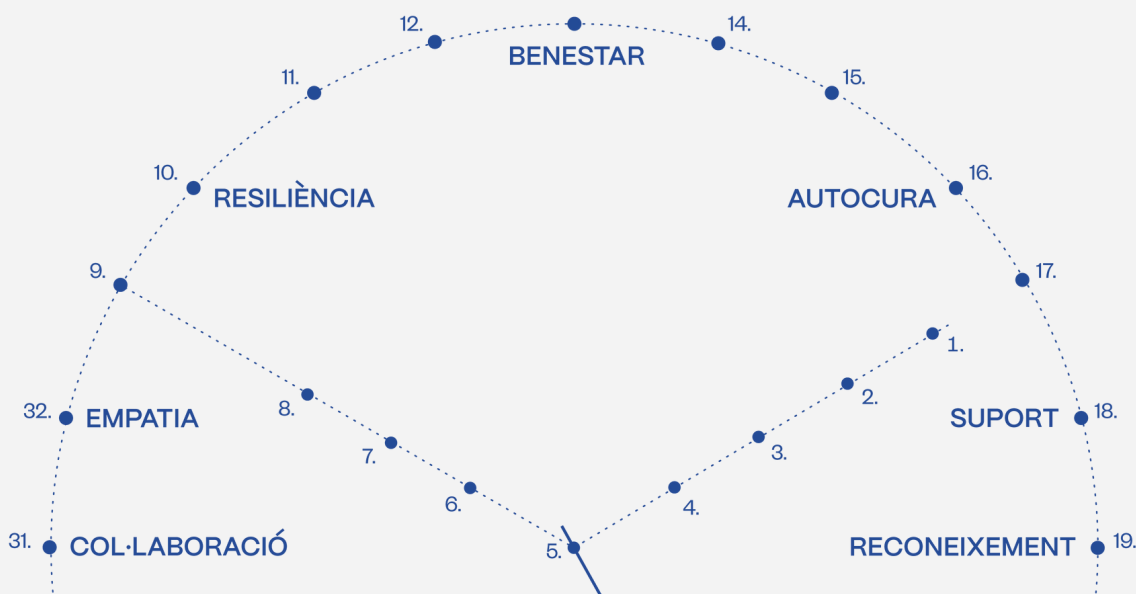 12.
14.
BENESTAR
11.
15.
10.
16.
RESILIÈNCIA
AUTOCURA
9.
17.
1.
8.
2.
32.
EMPATIA
SUPORT
18.
7.
3.
6.
4.
31.
COL·LABORACIÓ
5.
RECONEIXEMENT
19.